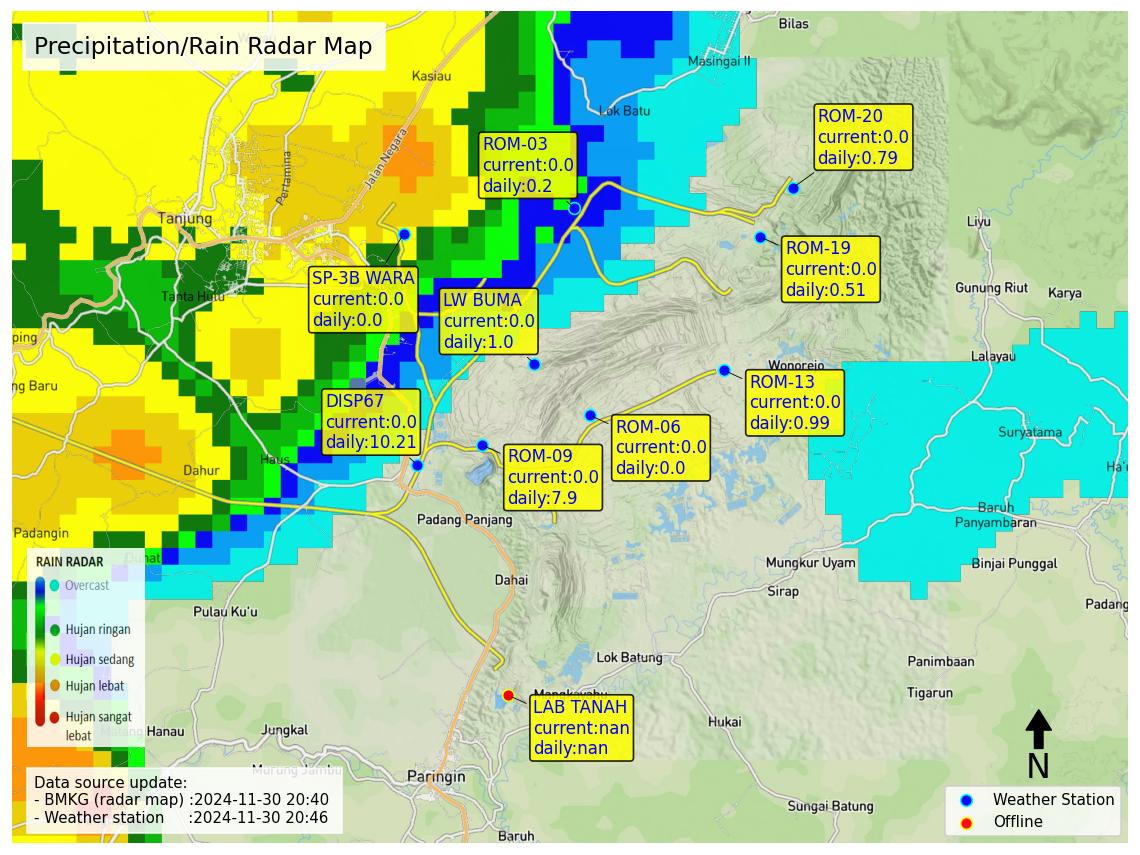 Precipitation/Rain Radar Map
Bilas
Masingai II
Kasiau
Lok Batu
Jalan Negara
Pertamina
ROM-20
current:0.0
daily:0.79
ROM-03
current:0.0
daily:0.2
Tanjung
Liyu
ROM-19
current:0.0
daily:0.51
SP-3B WARA
current:0.0
daily:0.0
Tanta Hulu
LW BUMA
current:0.0
daily:1.0
Gunung Riut
Karya
ping
Lalayau
Wonorejo
ng Baru
ROM-13
current:0.0
daily:0.99
DISP67
current:0.0
daily:10.21
ROM-06
current:0.0
daily:0.0
Suryatama
Haus
Dahur
ROM-09
current:0.0
daily:7.9
Padang Panjang
Baruh
Panyambaran
Padangin
Mungkur Uyam
Binjai Punggal
RAIN RADAR
Overcast
Hujan ringan
Hujan sedang
Hujan lebat
Hujan sangat
lebat
Dahai
Sirap
Padang
Pulau Ku'u
Lok Batung
Panimbaan
Tigarun
LAB TANAH
current:nan
daily:nan
Hukai
Jungkal
Hanau
Murung Jambu
Paringin
Sungai Batung
Baruh
N
Data source update:
- BMKG (radar map) :2024-11-30 20:40
- Weather station :2024-11-30 20:46
Weather Station
Offline